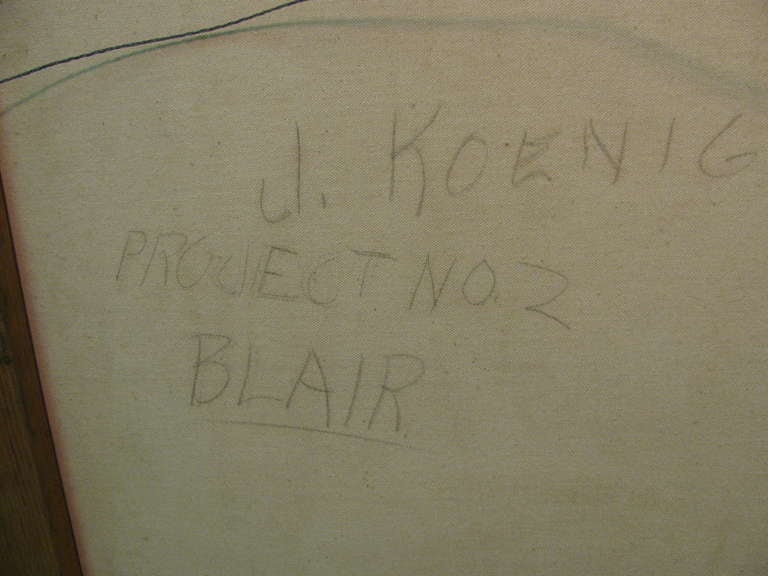 J. KOENIG
PROJECT NO. 2
BLAIR